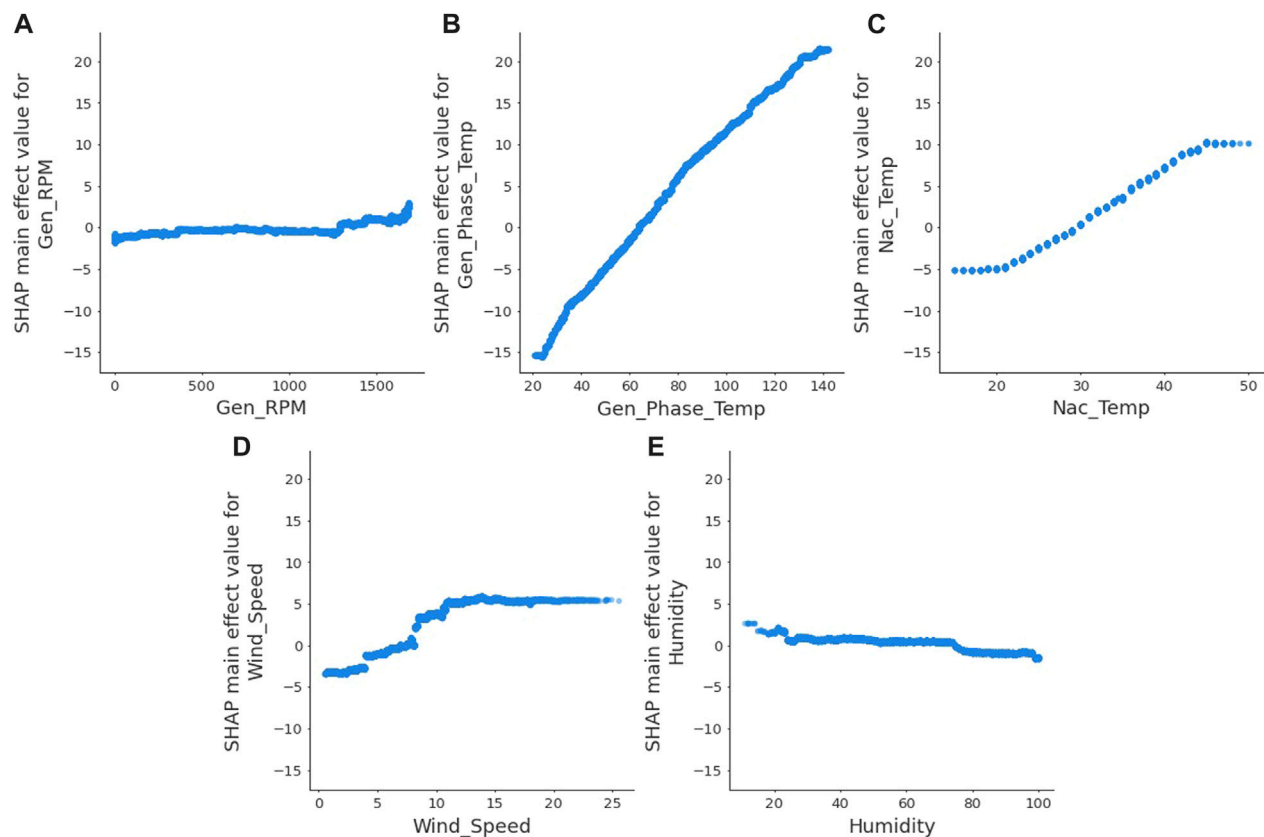 A
SHAP main effect value for
Gen_RPM
20
15
10
5
0
−5
−10
−15
0 500 1000 1500
Gen_RPM
B
SHAP main effect value for
Gen_Phase_Temp
20
15
10
5
0
−5
−10
−15
20 40 60 80 100 120 140
Gen_Phase_Temp
C
SHAP main effect value for
Nac_Temp
20
15
10
5
0
−5
−10
−15
20 30 40 50
Nac_Temp
D
SHAP main effect value for
Wind_Speed
20
15
10
5
0
−5
−10
−15
0 5 10 15 20 25
Wind_Speed
E
SHAP main effect value for
Humidity
20
15
10
5
0
−5
−10
−15
20 40 60 80 100
Humidity